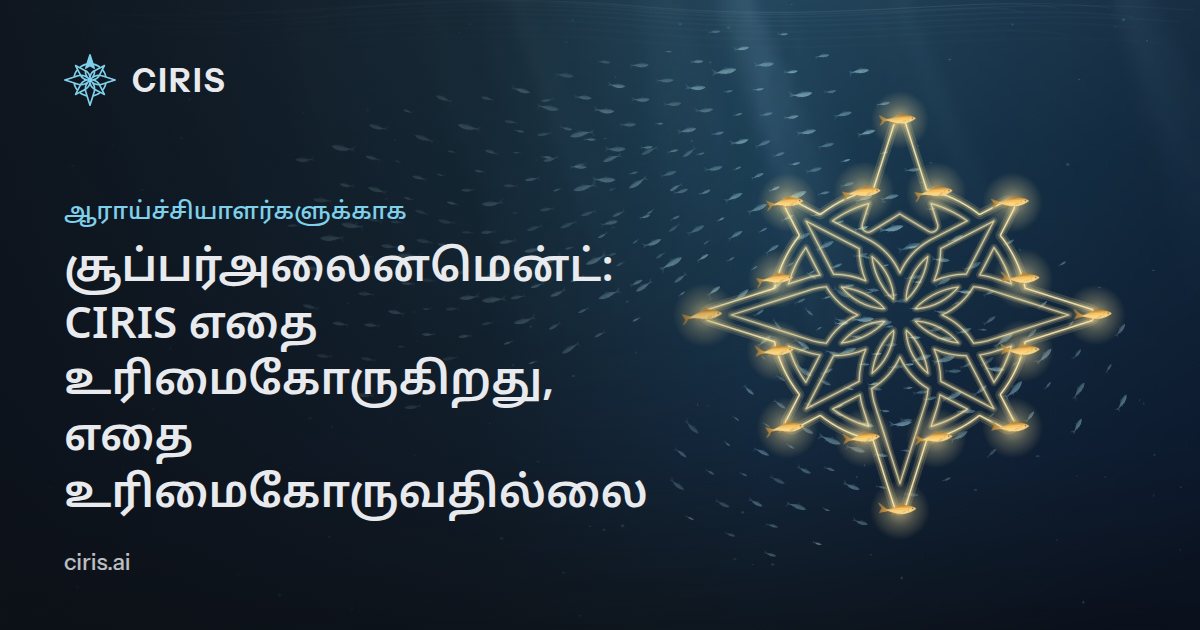 CIRIS
ஆராய்ச்சியாளர்களுக்காக
சூப்பர்அலைன்மென்ட்:
CIRIS எதை
உரிமைகோருகிறது,
எதை
உரிமைகோருவதில்லை
ciris.ai